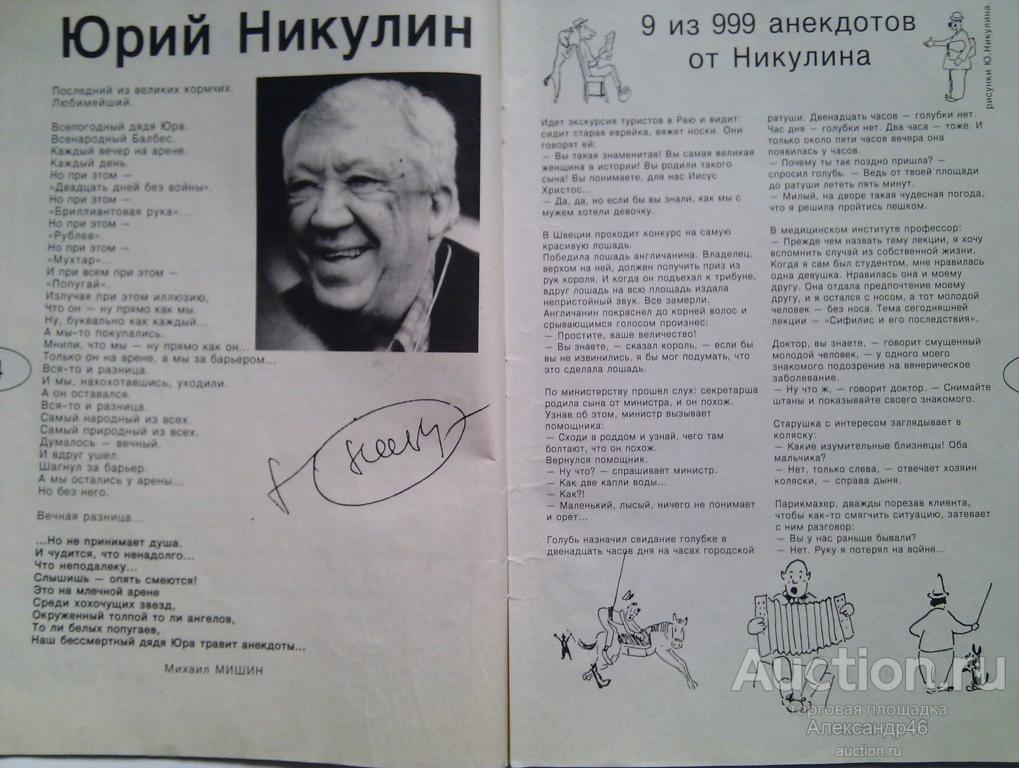 Юрий Никулин
Последний из великих кормчих.
Любимейший.
Всепогодный дядя Юра.
Всенародный Балбес.
Каждый вечер на арене.
Каждый день.
Но при этом —
«Двадцать дней без войны».
Но при этом —
«Бриллиантовая рука»...
Но при этом —
«Рублев».
Но при этом —
«Мухтар»...
И при всем при этом —
«Попугай».
Излучая при этом иллюзию,
Что он — ну прямо как мы.
Ну, буквально как каждый...
А мы-то покупались.
Мнили, что мы — ну прямо как он...
Только он на арене, а мы за барьером...
Вся-то и разница.
И мы, нахохотавшись, уходили.
А он оставался.
Вся-то и разница.
Самый народный из всех.
Самый природный из всех.
Думалось — вечный.
И вдруг ушел.
Шагнул за барьер.
А мы остались у арены...
Но без него.
Вечная разница...
...Но не принимает душа.
И чудится, что ненадолго...
Что неподалеку...
Слышишь — опять смеются!
Это на млечной арене
Среди хохочущих звезд,
Окруженный толпой то ли ангелов,
То ли белых попугаев,
Наш бессмертный дядя Юра травит анекдоты...
Михаил МИШИН
9 из 999 анекдотов
от Никулина
рисунки Ю.Никулина.
Идет экскурсия туристов в Раю и видит:
сидит старая еврейка, вяжет носки. Они
говорят ей:
— Вы такая знаменитая! Вы самая великая
женщина в истории! Вы родили такого
сына! Вы понимаете, для нас Иисус
Христос...
— Да, да, но если бы вы знали, как мы с
мужем хотели девочку.
В Швеции проходит конкурс на самую
красивую лошадь.
Победила лошадь англичанина. Владелец,
верхом на ней, должен получить приз из
рук короля. И когда он подъехал к трибуне,
вдруг лошадь на всю площадь издала
непристойный звук. Все замерли.
Англичанин покраснел до корней волос и
срывающимся голосом произнес:
— Простите, ваше величество!
— Вы знаете, — сказал король, — если бы
вы не извинились, я бы мог подумать, что
это сделала лошадь.
По министерству прошел слух: секретарша
родила сына от министра, и он похож.
Узнав об этом, министр вызывает
помощника:
— Сходи в роддом и узнай, чего там
болтают, что он похож.
Вернулся помощник.
— Ну что? — спрашивает министр.
— Как две капли воды...
— Как?!
— Маленький, лысый, ничего не понимает
и орет...
Голубь назначил свидание голубке в
двенадцать часов дня на часах городской
ратуши. Двенадцать часов — голубки нет.
Час дня — голубки нет. Два часа — тоже. И
только около пяти часов вечера она
появилась у часов.
— Почему ты так поздно пришла? —
спросил голубь. — Ведь от твоей площади
до ратуши лететь пять минут.
— Милый, на дворе такая чудесная погода,
что я решила пройтись пешком.
В медицинском институте профессор:
— Прежде чем назвать тему лекции, я хочу
вспомнить случай из собственной жизни.
Когда я сам был студентом, мне нравилась
одна девушка. Нравилась она и моему
другу. Она отдала предпочтение моему
другу, и я остался с носом, а тот молодой
человек — без носа. Тема сегодняшней
лекции — «Сифилис и его последствия».
Доктор, вы знаете, — говорит смущенный
молодой человек, — у одного моего
знакомого подозрение на венерическое
заболевание.
— Ну что ж, — говорит доктор. — Снимайте
штаны и показывайте своего знакомого.
Старушка с интересом заглядывает в
коляску:
— Какие изумительные близнецы! Оба
мальчика?
— Нет, только слева, — отвечает хозяин
коляски, — справа дыня.
Парикмахер, дважды порезав клиента,
чтобы как-то смягчить ситуацию, затевает
с ним разговор:
— Вы у нас раньше бывали?
— Нет. Руку я потерял на войне...
Auction.ru
торговая площадка
Александр46
auction.ru